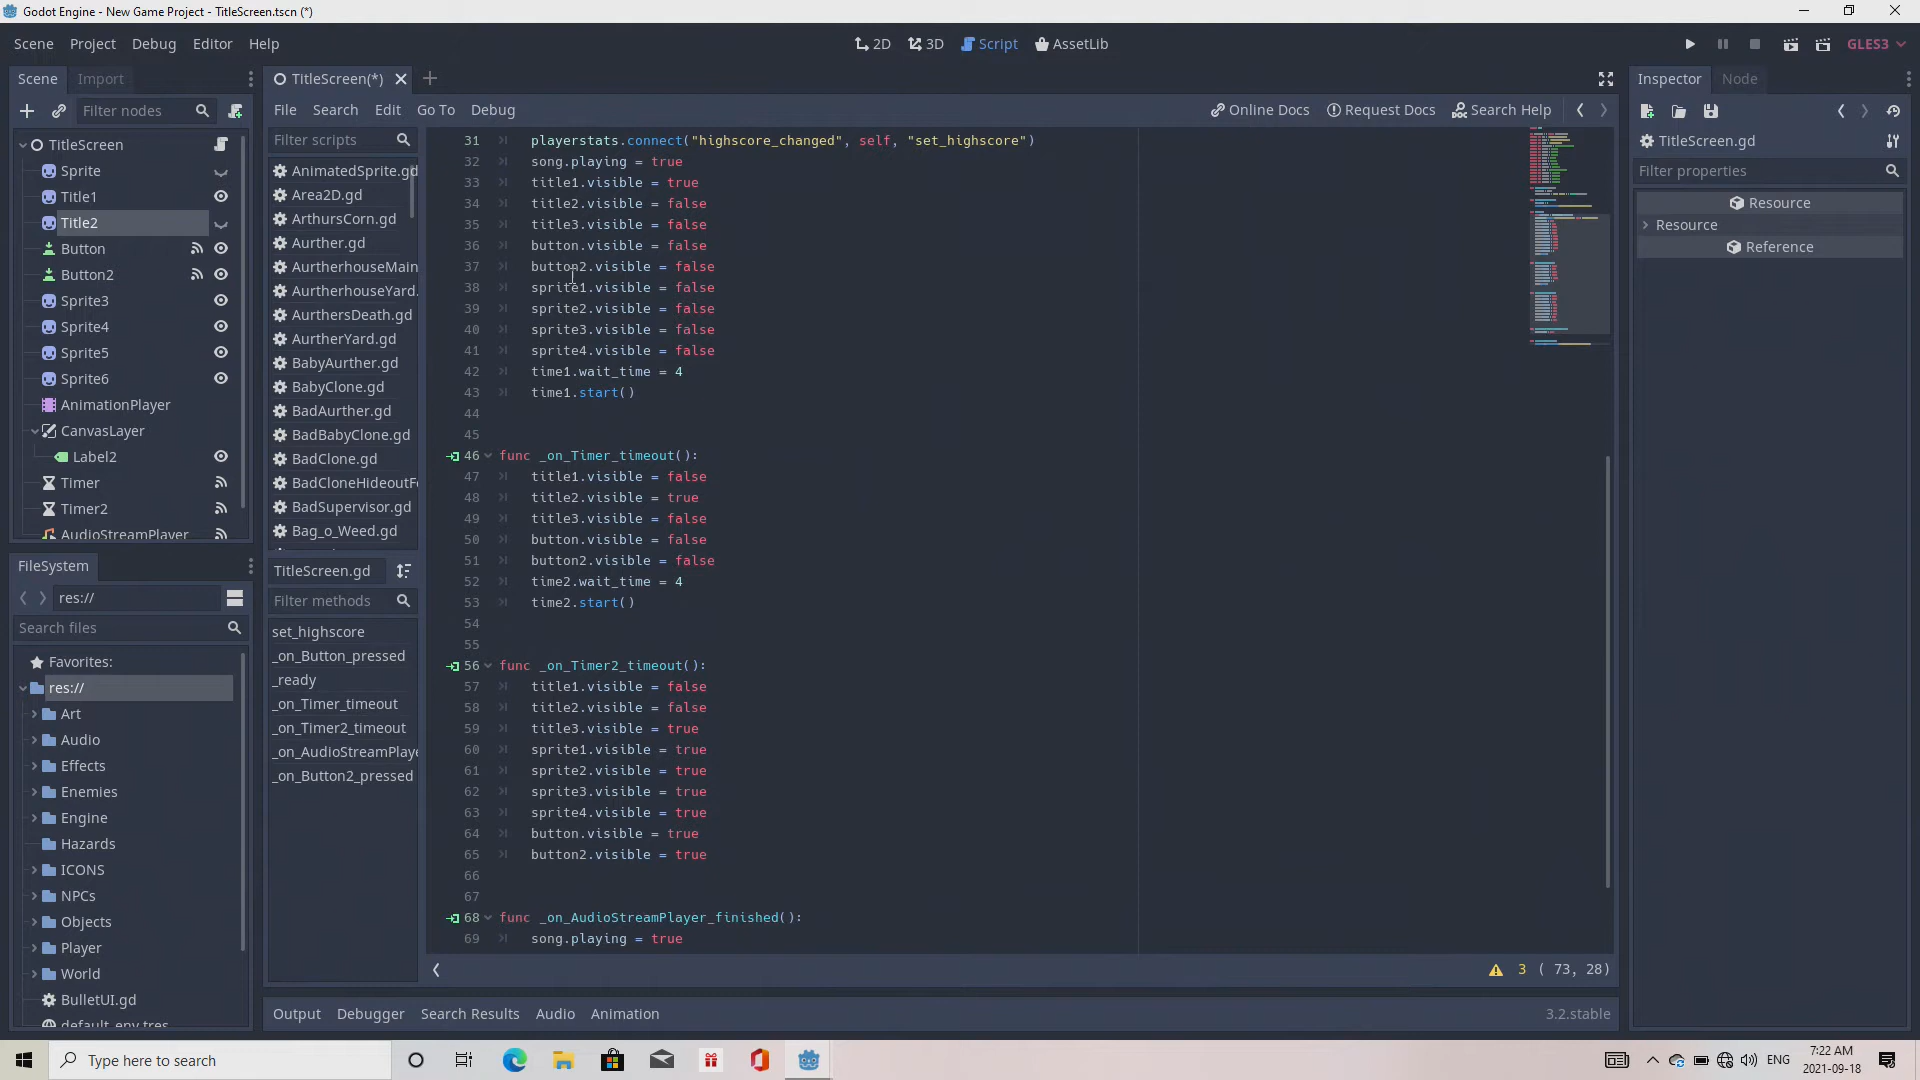 Godot Engine - New Game Project - TitleScreen.tscn (*)
Scene Project Debug Editor Help
2D 3D Script AssetLib
GLES3
Scene Import
Filter nodes
TitleScreen
Sprite
Title1
Title2
Button
Button2
Sprite3
Sprite4
Sprite5
Sprite6
AnimationPlayer
CanvasLayer
Label2
Timer
Timer2
AudioStreamPlayer
FileSystem
res://
Search files
Favorites:
res://
Art
Audio
Effects
Enemies
Engine
Hazards
ICONS
NPCs
Objects
Player
World
BulletUI.gd
default_env.tres
TitleScreen(*)
File Search Edit Go To Debug
Online Docs Request Docs Search Help
Filter scripts
AnimatedSprite.gd
Area2D.gd
ArthursCorn.gd
Aurther.gd
AurtherhouseMain
AurtherhouseYard.
AurthersDeath.gd
AurtherYard.gd
BabyAurther.gd
BabyClone.gd
BadAurther.gd
BadBabyClone.gd
BadClone.gd
BadCloneHideoutFo
BadSupervisor.gd
Bag_o_Weed.gd
TitleScreen.gd
Filter methods
set_highscore
_on_Button_pressed
_ready
_on_Timer_timeout
_on_Timer2_timeout
_on_AudioStreamPlaye
_on_Button2_pressed
31 playerstats.connect("highscore_changed", self, "set_highscore")
32 song.playing = true
33 title1.visible = true
34 title2.visible = false
35 title3.visible = false
36 button.visible = false
37 button2.visible = false
38 sprite1.visible = false
39 sprite2.visible = false
40 sprite3.visible = false
41 sprite4.visible = false
42 time1.wait_time = 4
43 time1.start()
44
45
46 func _on_Timer_timeout():
47 title1.visible = false
48 title2.visible = true
49 title3.visible = false
50 button.visible = false
51 button2.visible = false
52 time2.wait_time = 4
53 time2.start()
54
55
56 func _on_Timer2_timeout():
57 title1.visible = false
58 title2.visible = false
59 title3.visible = true
60 sprite1.visible = true
61 sprite2.visible = true
62 sprite3.visible = true
63 sprite4.visible = true
64 button.visible = true
65 button2.visible = true
66
67
68 func _on_AudioStreamPlayer_finished():
69 song.playing = true
3 ( 73, 28)
Output Debugger Search Results Audio Animation
3.2.stable
Inspector Node
TitleScreen.gd
Filter properties
Resource
Resource
Reference
Type here to search
ENG
7:22 AM
2021-09-18